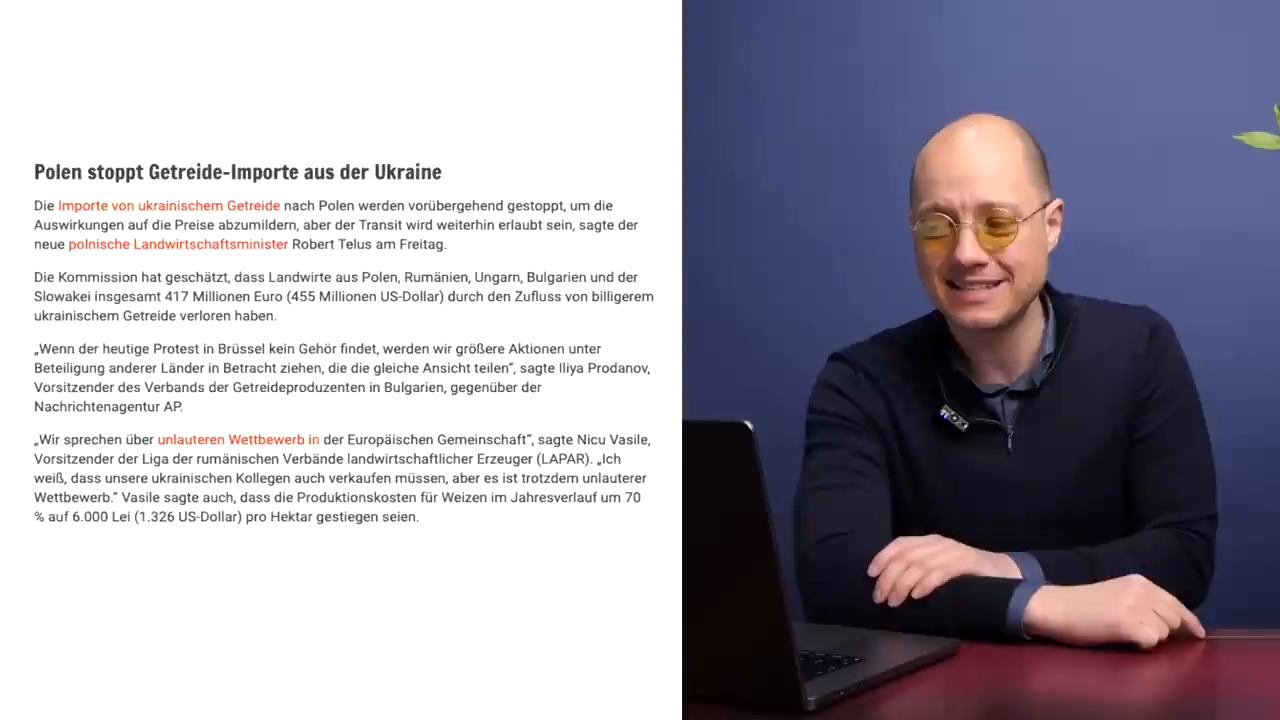 Polen stoppt Getreide-Importe aus der Ukraine
Die Importe von ukrainischem Getreide nach Polen werden vorübergehend gestoppt, um die
Auswirkungen auf die Preise abzumildern, aber der Transit wird weiterhin erlaubt sein, sagte der
neue polnische Landwirtschaftsminister Robert Telus am Freitag.
Die Kommission hat geschätzt, dass Landwirte aus Polen, Rumänien, Ungarn, Bulgarien und der
Slowakei insgesamt 417 Millionen Euro (455 Millionen US-Dollar) durch den Zufluss von billigerem
ukrainischem Getreide verloren haben.
„Wenn der heutige Protest in Brüssel kein Gehör findet, werden wir größere Aktionen unter
Beteiligung anderer Länder in Betracht ziehen, die die gleiche Ansicht teilen“, sagte Iliya Prodanov,
Vorsitzender des Verbands der Getreideproduzenten in Bulgarien, gegenüber der
Nachrichtenagentur AP.
„Wir sprechen über unlauteren Wettbewerb in der Europäischen Gemeinschaft“, sagte Nicu Vasile,
Vorsitzender der Liga der rumänischen Verbände landwirtschaftlicher Erzeuger (LAPAR). „Ich
weiß, dass unsere ukrainischen Kollegen auch verkaufen müssen, aber es ist trotzdem unlauterer
Wettbewerb.“ Vasile sagte auch, dass die Produktionskosten für Weizen im Jahresverlauf um 70
% auf 6.000 Lei (1.326 US-Dollar) pro Hektar gestiegen seien.